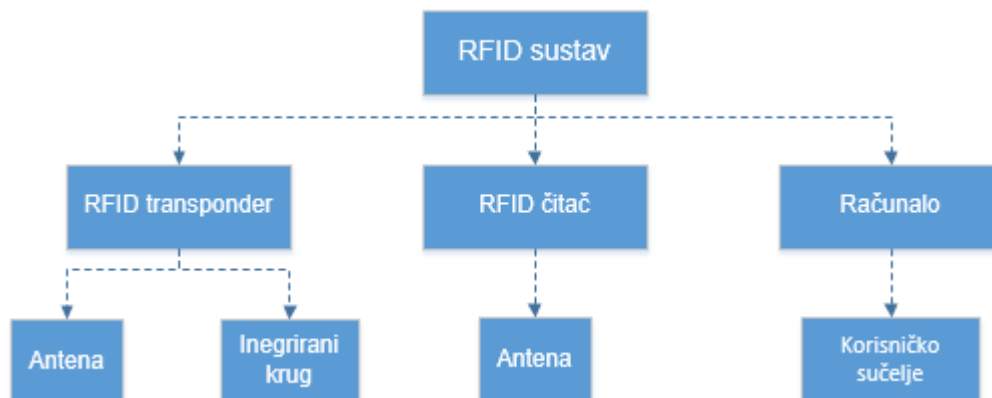 RFID sustav
RFID transponder
RFID čitač
Računalo
Antena
Inegrirani
krug
Antena
Korisničko
sučelje